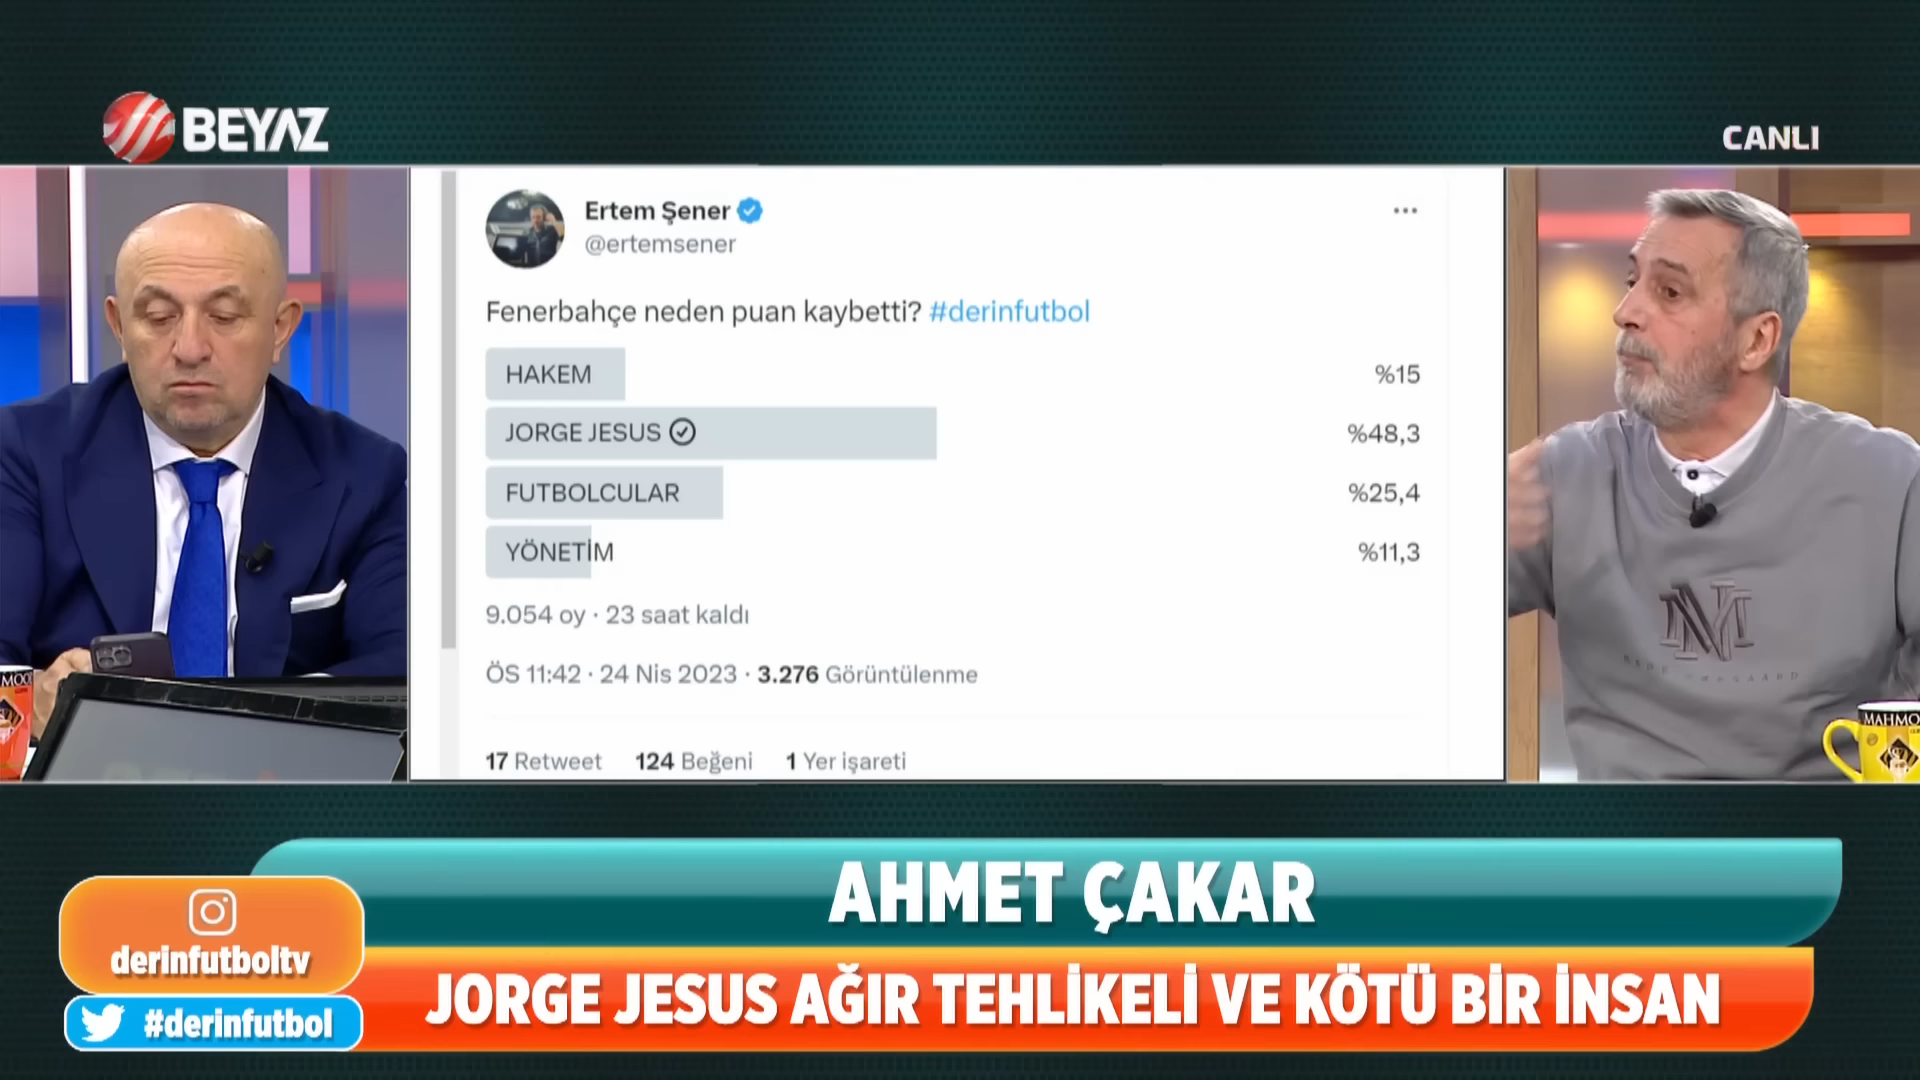 BEYAZ
CANLI
Ertem Şener
@ertemsener
Fenerbahçe neden puan kaybetti? #derinfutbol
HAKEM %15
JORGE JESUS %48,3
FUTBOLCULAR %25,4
YÖNETİM %11,3
9.054 oy · 23 saat kaldı
ÖS 11:42 · 24 Nis 2023 · 3.276 Görüntülenme
17 Retweet 124 Beğeni 1 Yer işareti
MOO
MAHMO
AHMET ÇAKAR
JORGE JESUS AĞIR TEHLİKELİ VE KÖTÜ BİR İNSAN
derinfutboltv
#derinfutbol